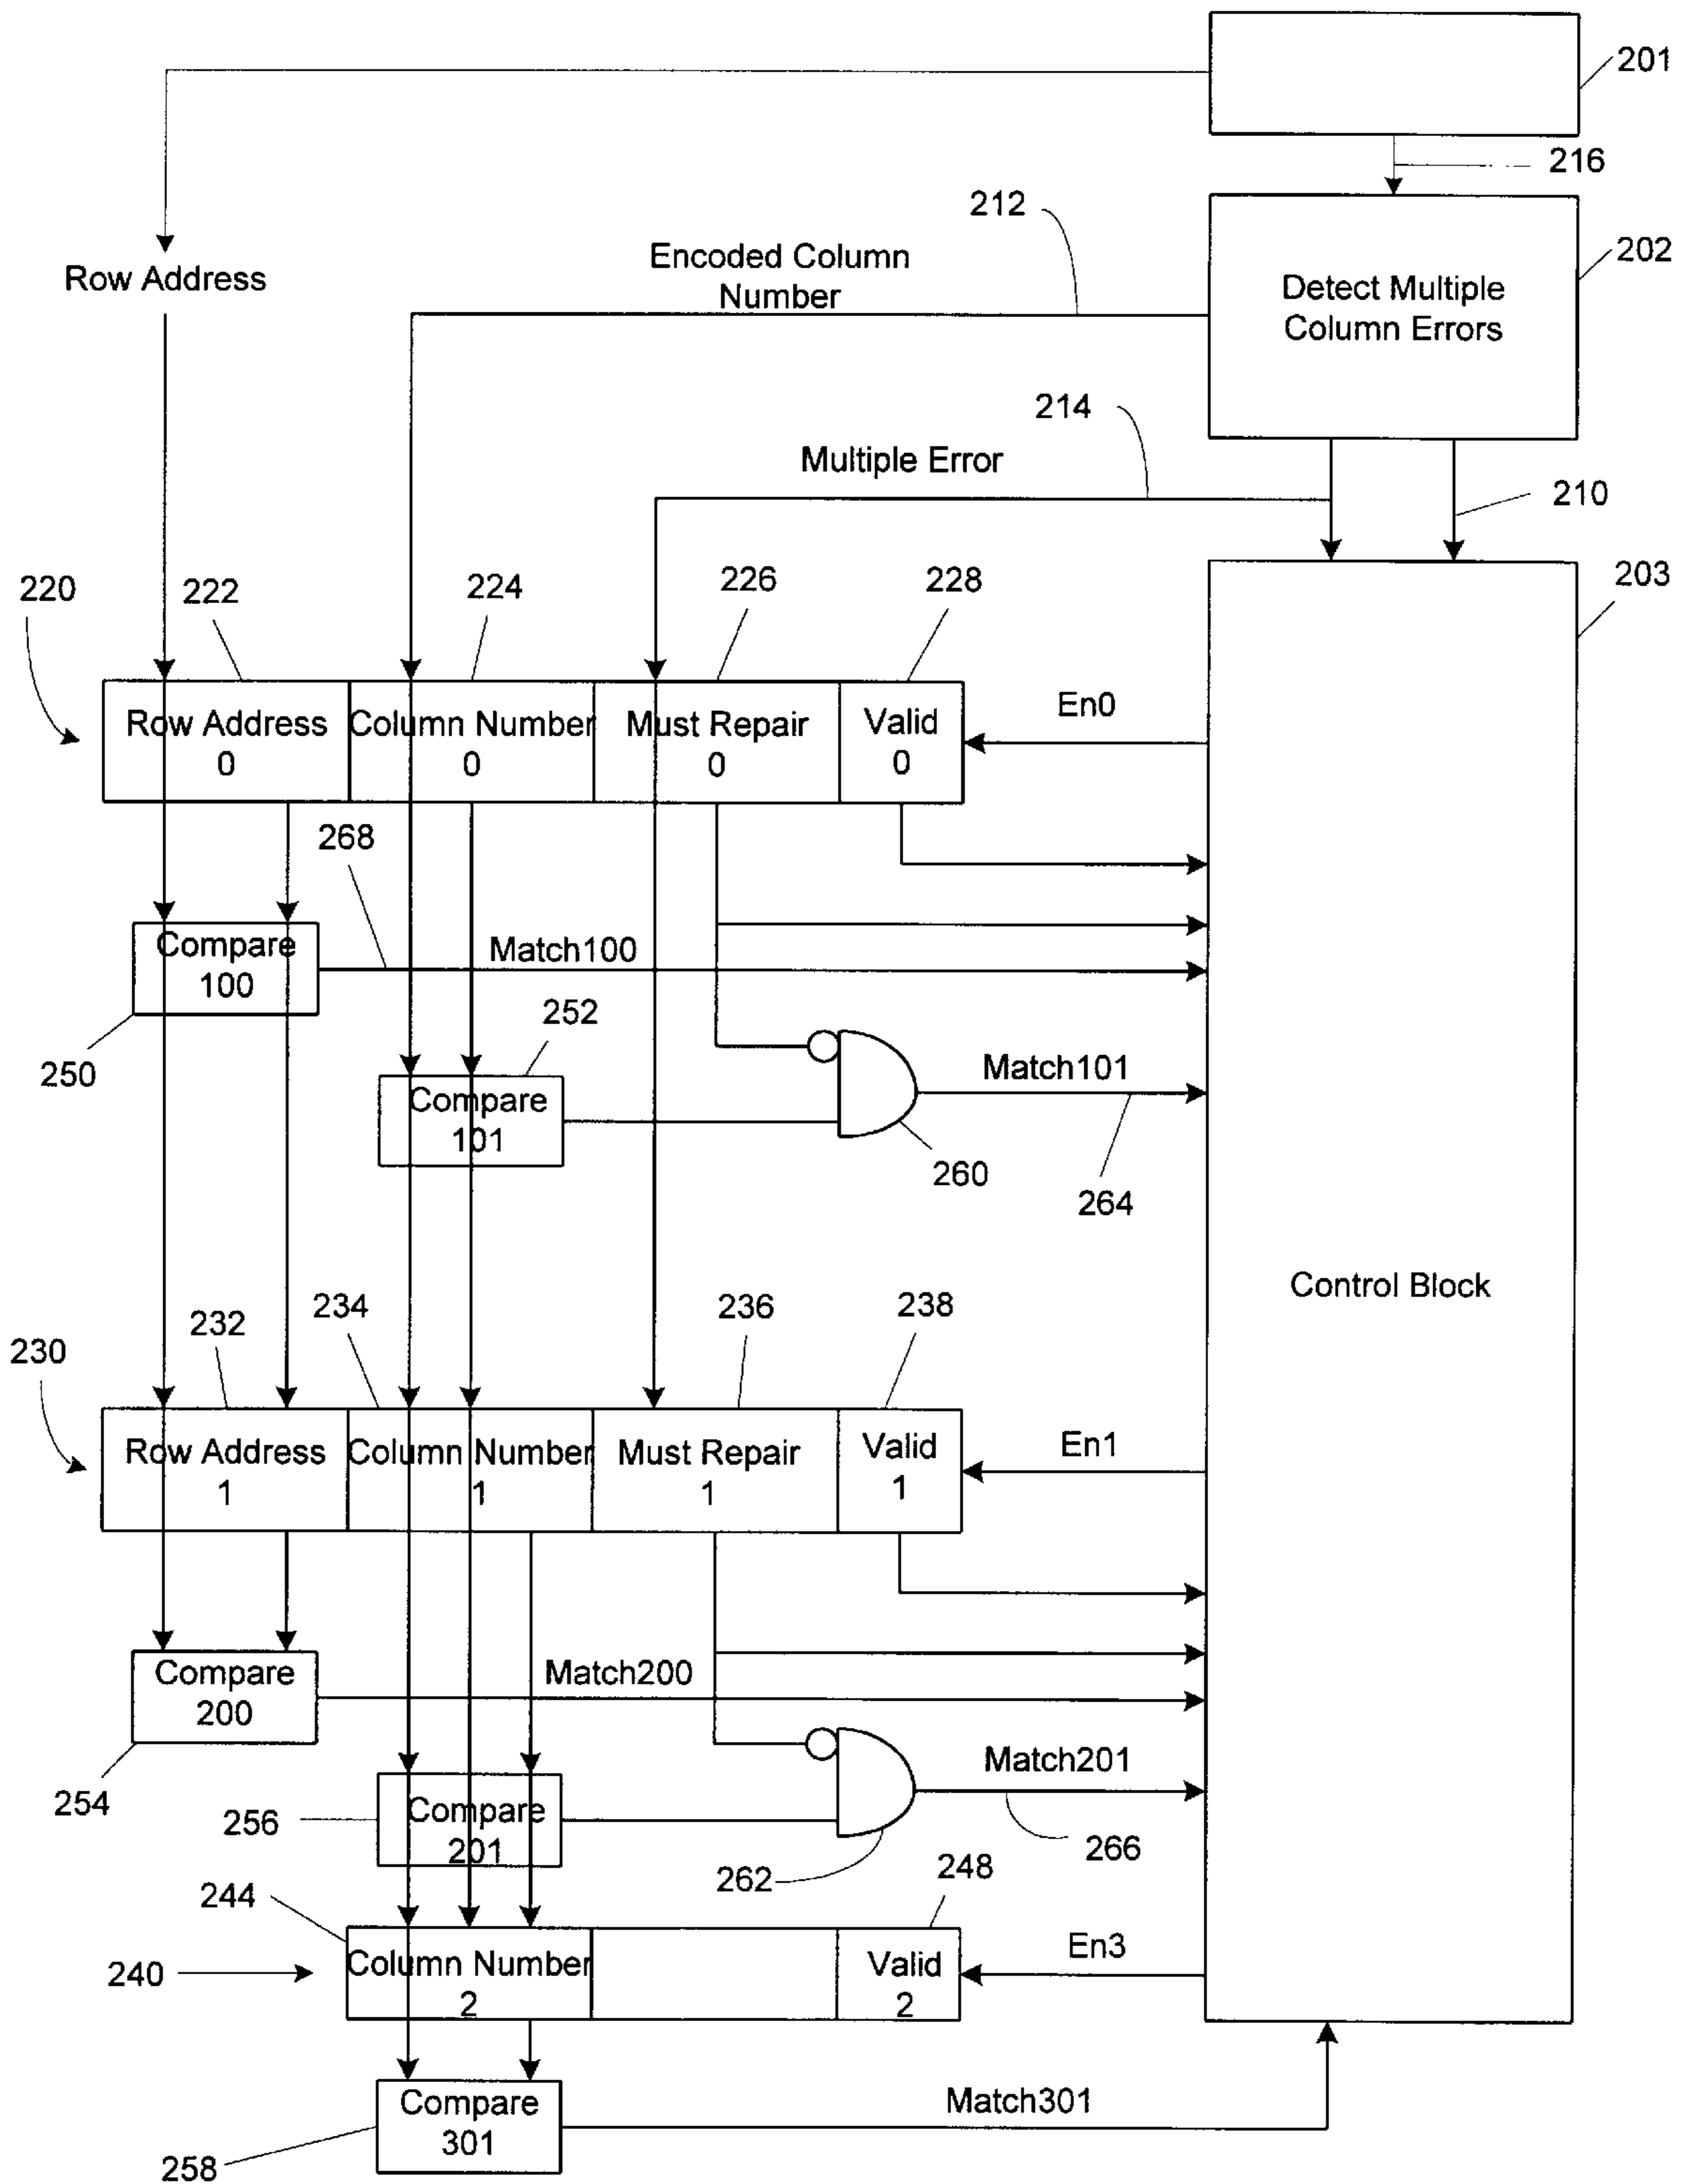 201
216
212
202
Encoded Column
Number
Row Address
Detect Multiple
Column Errors
214
Multiple Error
210
220
222
224
226
228
203
Row Address
0
Column Number
0
Must Repair
0
Valid
0
En0
268
Match100
Compare
100
252
250
Match101
Compare
101
260
264
Control Block
230
232
234
236
238
Row Address
1
Column Number
1
Must Repair
1
Valid
1
En1
Match200
Compare
200
Match201
254
256
Compare
201
266
262
248
244
240
Column Number
2
Valid
2
En3
Match301
Compare
301
258